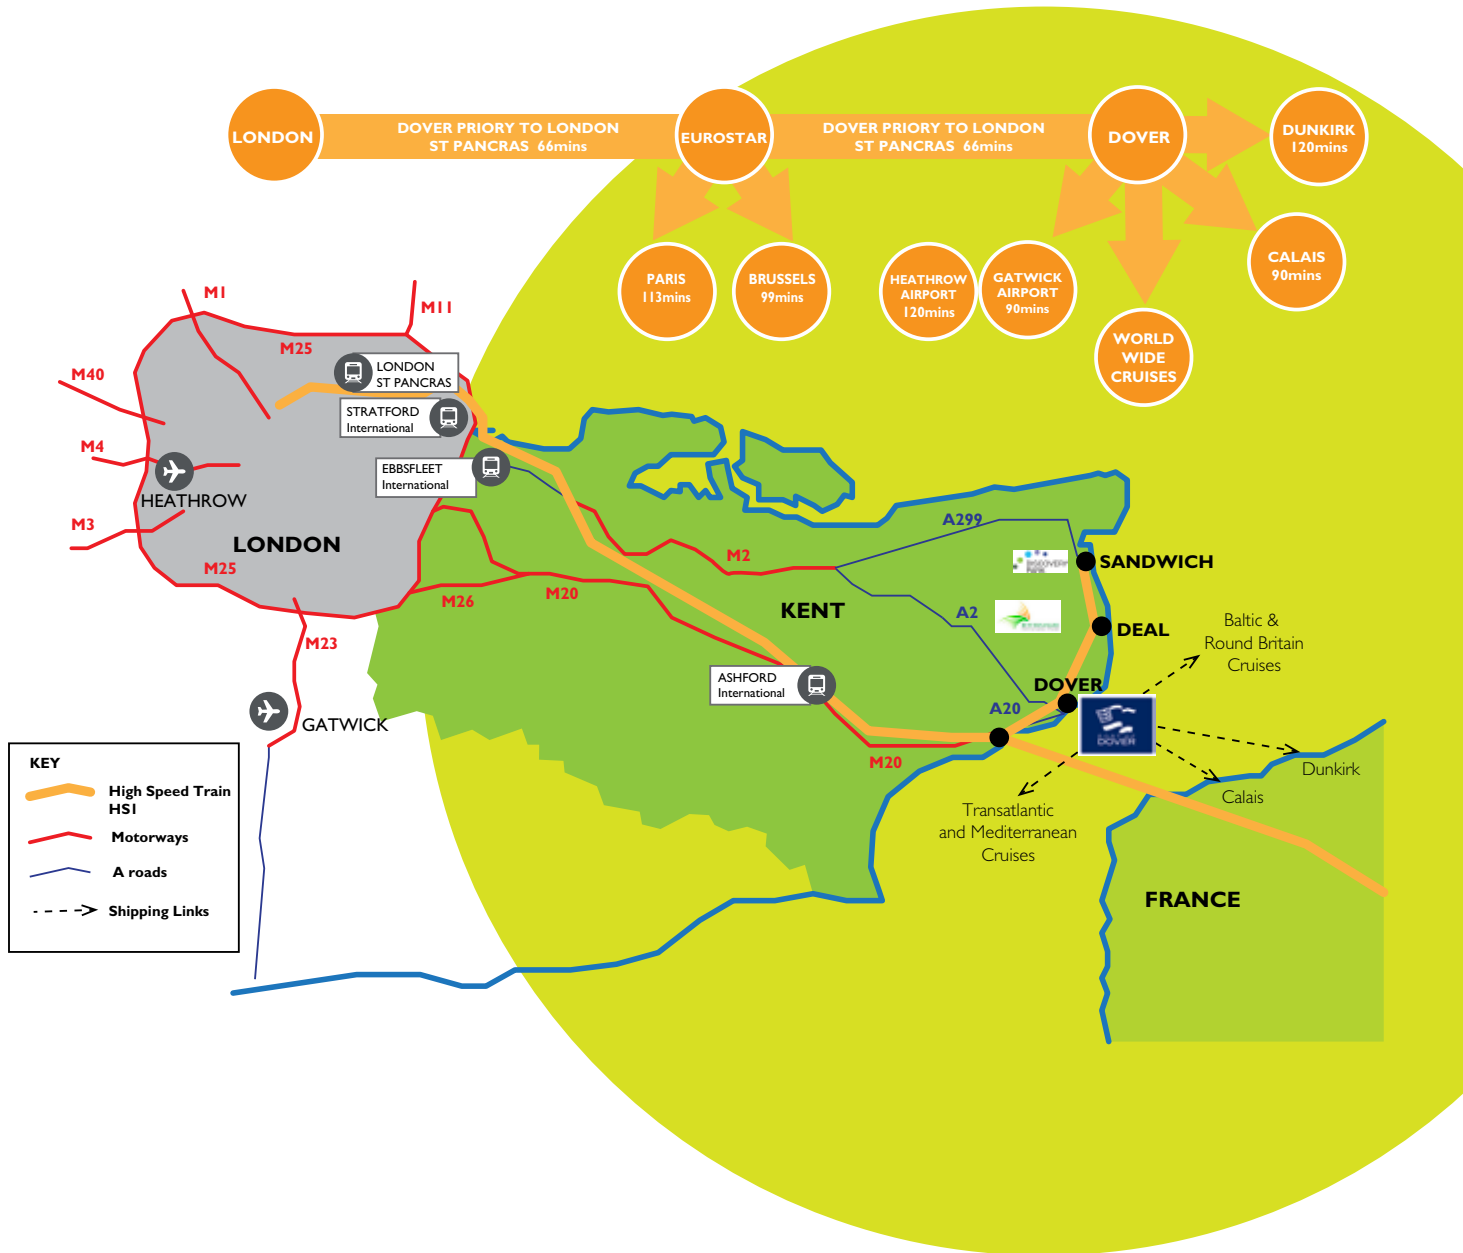 LONDON
DOVER PRIORY TO LONDON
ST PANCRAS 66mins
EUROSTAR
DOVER PRIORY TO LONDON
ST PANCRAS 66mins
DOVER
DUNKIRK
120mins
PARIS
113mins
BRUSSELS
99mins
HEATHROW
AIRPORT
120mins
GATWICK
AIRPORT
90mins
CALAIS
90mins
WORLD
WIDE
CRUISES
M1
M11
M25
M40
LONDON
ST PANCRAS
STRATFORD
International
M4
EBBSFLEET
International
HEATHROW
M3
LONDON
M25
A299
M2
SANDWICH
M26
M20
KENT
A2
DEAL
Baltic &
Round Britain
Cruises
M23
ASHFORD
International
DOVER
A20
GATWICK
DOVER
M20
Dunkirk
Calais
Transatlantic
and Mediterranean
Cruises
FRANCE
KEY
High Speed Train
HS1
Motorways
A roads
Shipping Links